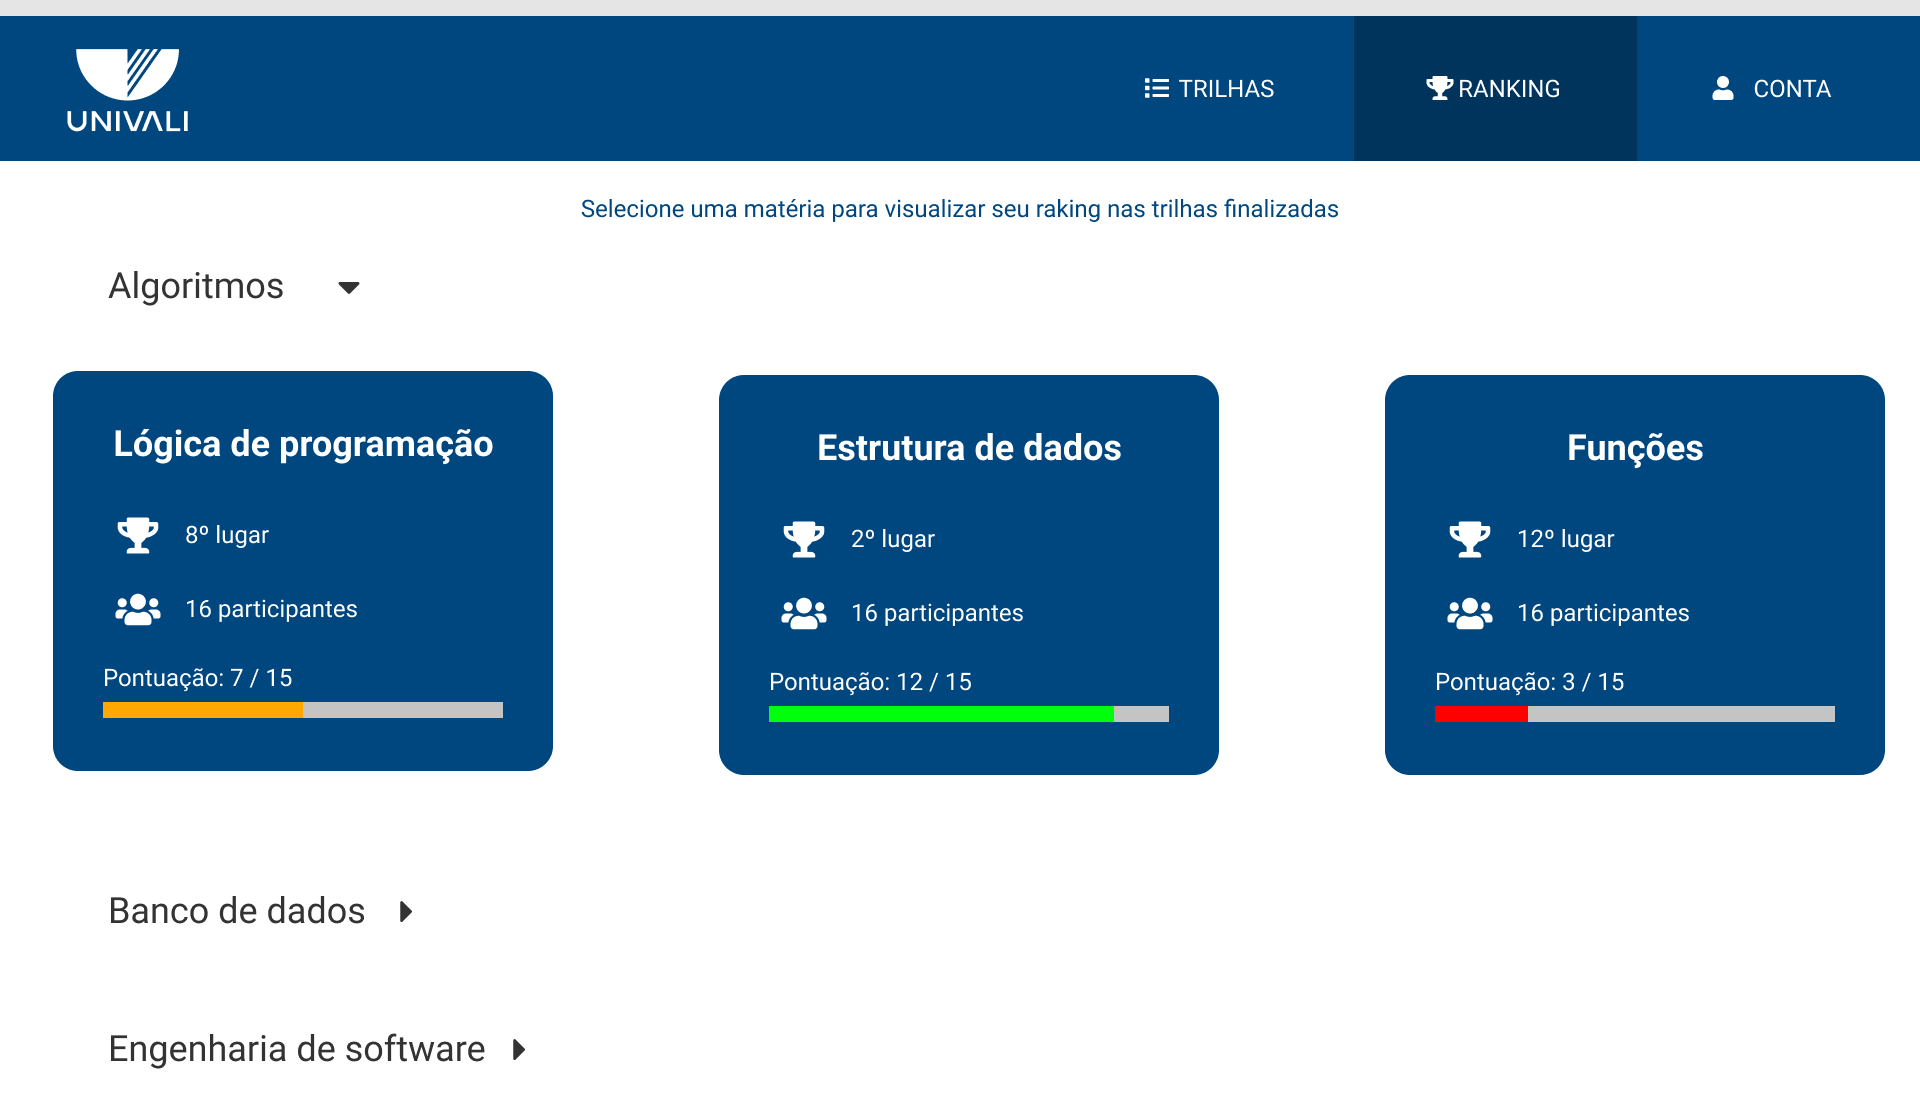 UNIVALI
TRILHAS
RANKING
CONTA
Selecione uma matéria para visualizar seu raking nas trilhas finalizadas
Algoritmos
Lógica de programação
8º lugar
16 participantes
Pontuação: 7 / 15
Estrutura de dados
2º lugar
16 participantes
Pontuação: 12 / 15
Funções
12º lugar
16 participantes
Pontuação: 3 / 15
Banco de dados
Engenharia de software